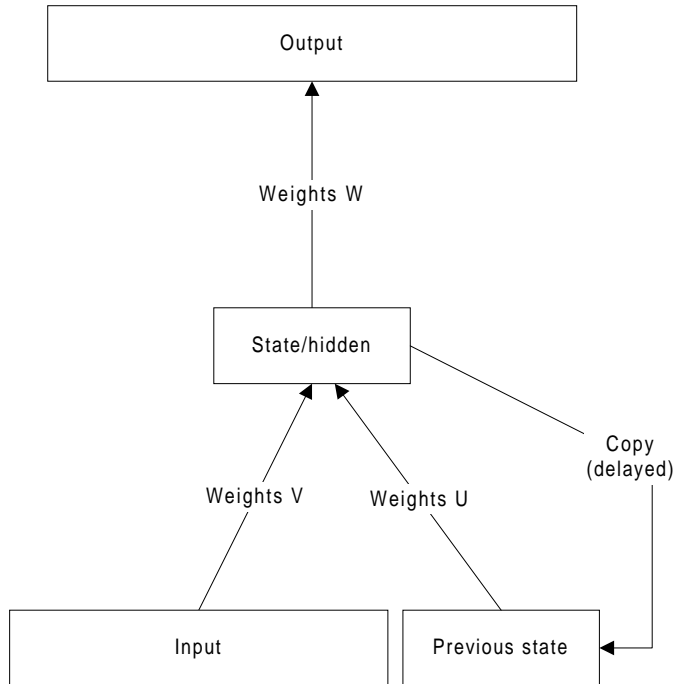 Output
Weights W
State/hidden
Copy
(delayed)
Weights V
Weights U
Input
Previous state